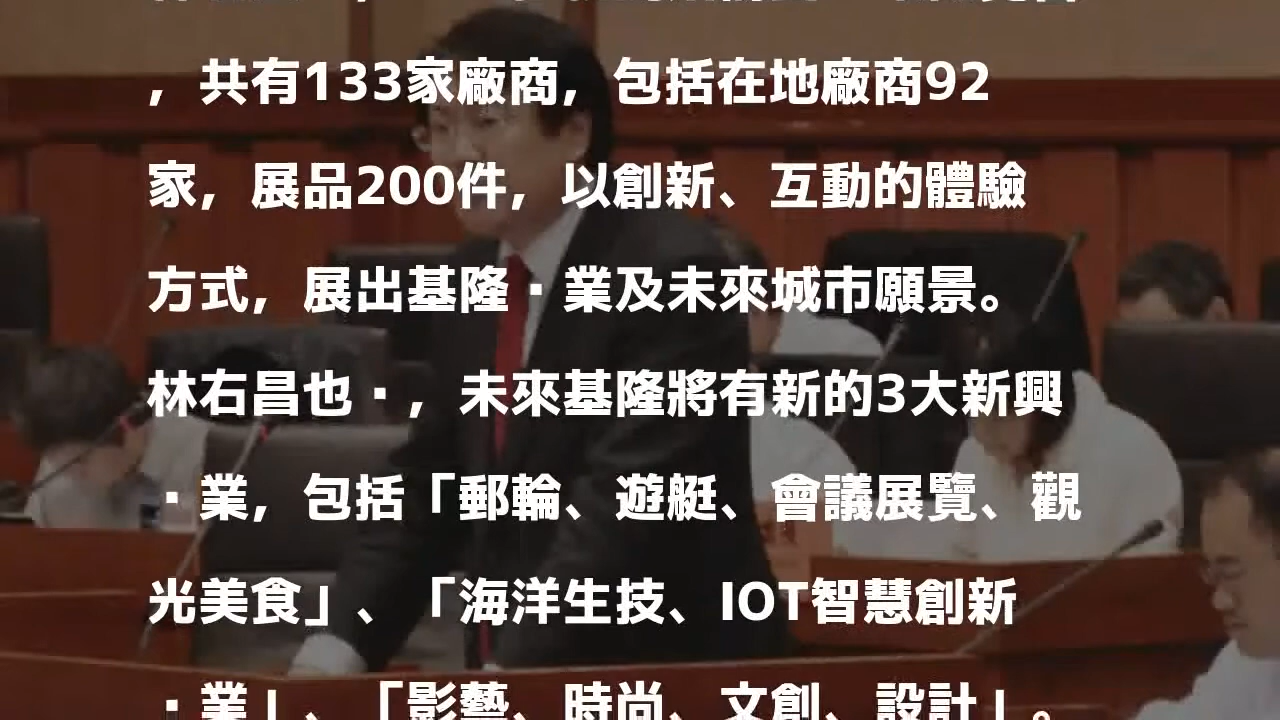 ，共有133家廠商，包括在地廠商92
家，展品200件，以創新、互動的體驗
方式，展出基隆▪業及未來城市願景。
林右昌也▪，未來基隆將有新的3大新興
▪業，包括「郵輪、遊艇、會議展覽、觀
光美食」、「海洋生技、IOT智慧創新
▪業」、「影藝、時尚、文創、設計」。